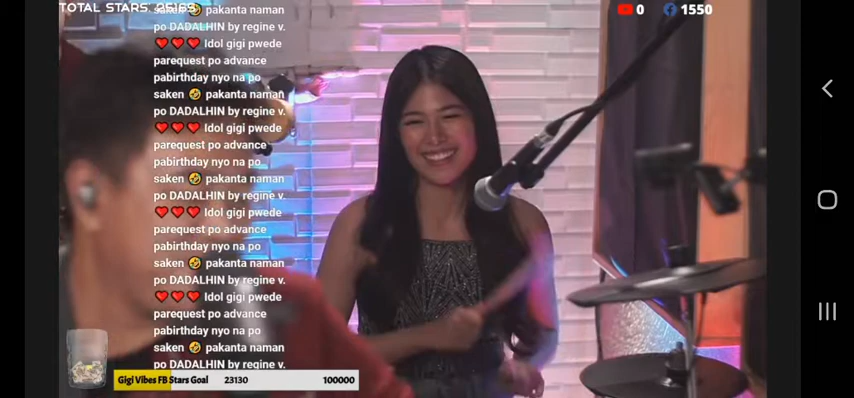 TOTAL STARS: 25189
0
1550
saken 🤣 pakanta naman
po DADALHIN by regine v.
❤️❤️❤️ Idol gigi pwede
parequest po advance
pabirthday nyo na po
saken 🤣 pakanta naman
po DADALHIN by regine v.
❤️❤️❤️ Idol gigi pwede
parequest po advance
pabirthday nyo na po
saken 🤣 pakanta naman
po DADALHIN by regine v.
❤️❤️❤️ Idol gigi pwede
parequest po advance
pabirthday nyo na po
saken 🤣 pakanta naman
po DADALHIN by regine v.
❤️❤️❤️ Idol gigi pwede
parequest po advance
pabirthday nyo na po
saken 🤣 pakanta naman
po DADALHIN by regine v.
Gigi Vibes FB Stars Goal 23130 100000